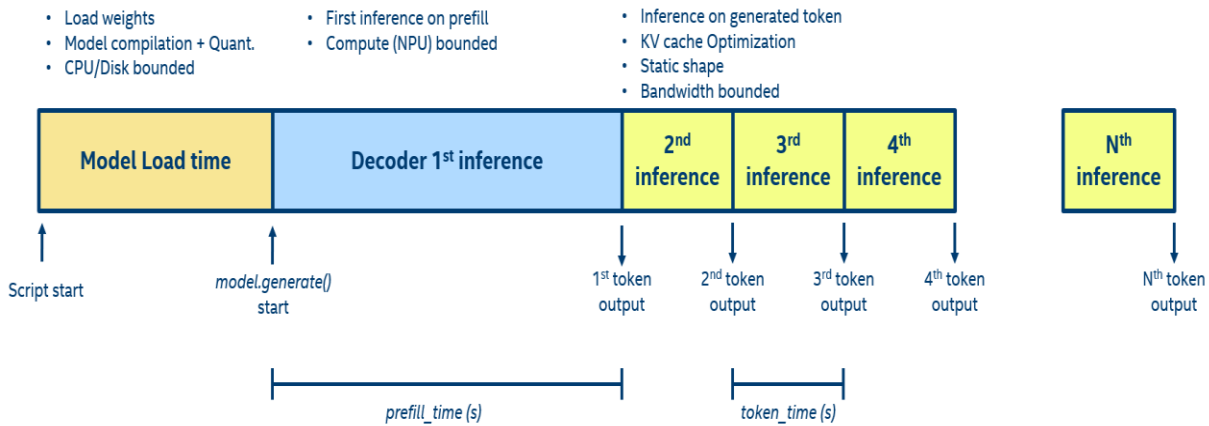 • Load weights
• Model compilation + Quant.
• CPU/Disk bounded
• First inference on prefill
• Compute (NPU) bounded
• Inference on generated token
• KV cache Optimization
• Static shape
• Bandwidth bounded
Model Load time
Decoder 1st inference
2nd
inference
3rd
inference
4th
inference
Nth
inference
Script start
model.generate()
start
1st token
output
2nd token
output
3rd token
output
4th token
output
Nth token
output
prefill_time (s)
token_time (s)